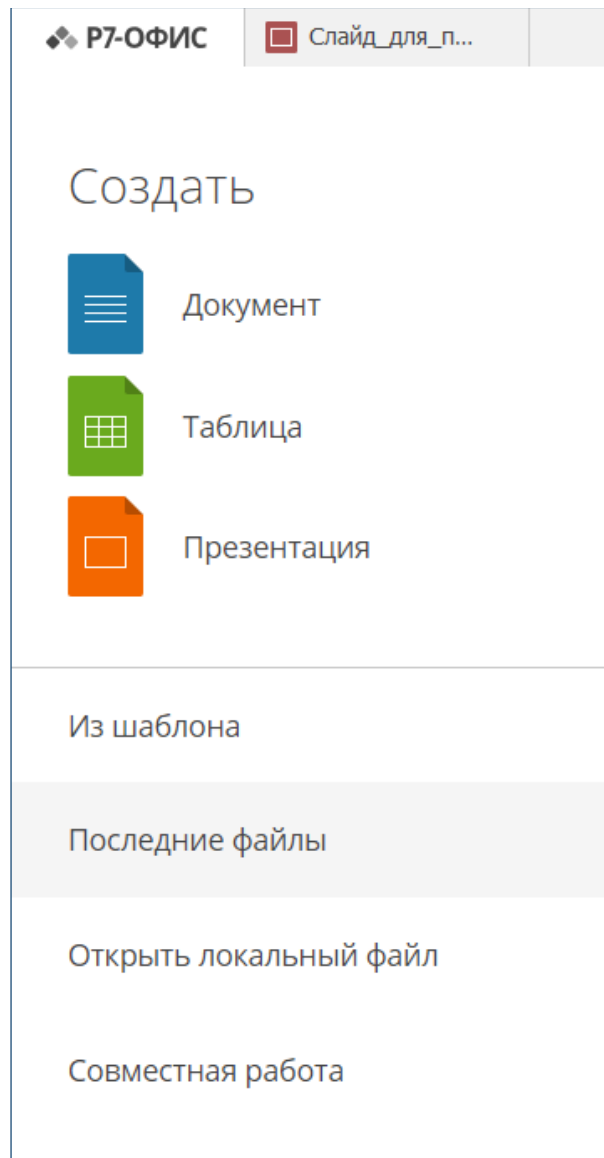 Р7-ОФИС
Слайд_для_п...
Создать
Документ
Таблица
Презентация
Из шаблона
Последние файлы
Открыть локальный файл
Совместная работа